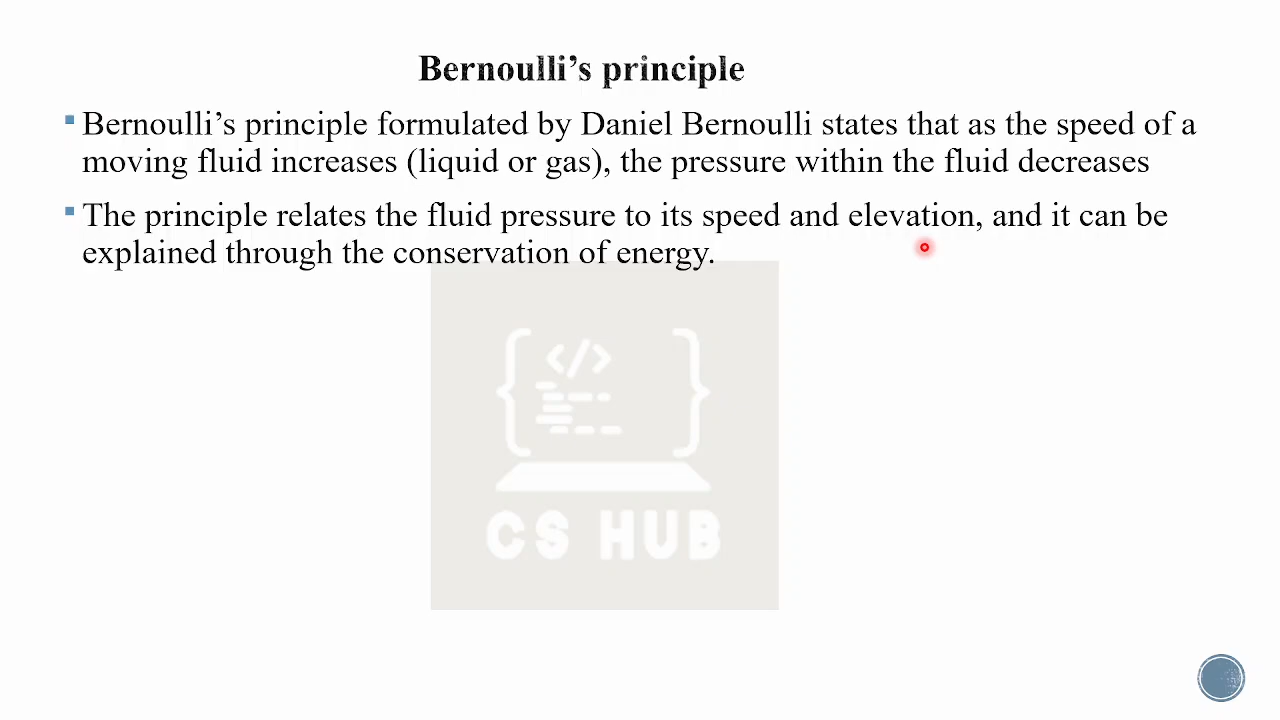 Bernoulli’s principle
Bernoulli’s principle formulated by Daniel Bernoulli states that as the speed of a
moving fluid increases (liquid or gas), the pressure within the fluid decreases
The principle relates the fluid pressure to its speed and elevation, and it can be
explained through the conservation of energy.
</>
CS HUB